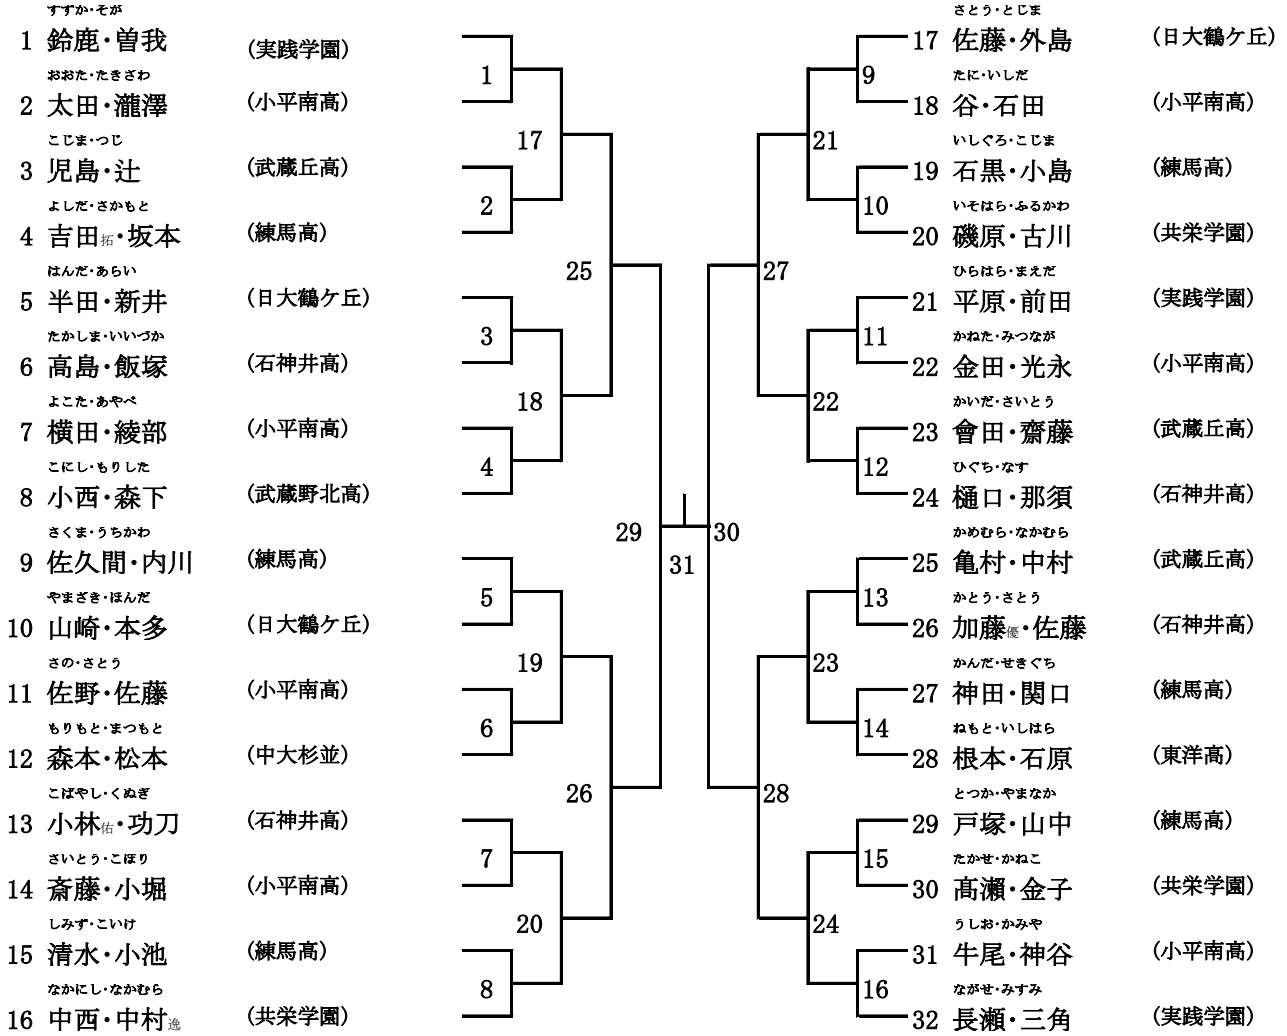 すずか・そが
1 鈴鹿・曽我 (実践学園)
おおた・たきざわ
2 太田・瀧澤 (小平南高)
こじま・つじ
3 児島・辻 (武蔵丘高)
よしだ・さかもと
4 吉田拓・坂本 (練馬高)
はんだ・あらい
5 半田・新井 (日大鶴ケ丘)
たかしま・いいづか
6 高島・飯塚 (石神井高)
よこた・あやべ
7 横田・綾部 (小平南高)
こにし・もりした
8 小西・森下 (武蔵野北高)
さくま・うちかわ
9 佐久間・内川 (練馬高)
やまざき・ほんだ
10 山崎・本多 (日大鶴ケ丘)
さの・さとう
11 佐野・佐藤 (小平南高)
もりもと・まつもと
12 森本・松本 (中大杉並)
こばやし・くぬぎ
13 小林佑・功刀 (石神井高)
さいとう・こぼり
14 斎藤・小堀 (小平南高)
しみず・こいけ
15 清水・小池 (練馬高)
なかにし・なかむら
16 中西・中村逸 (共栄学園)
1
2
3
4
5
6
7
8
17
18
19
20
25
26
29
31
30
27
28
21
22
23
24
9
10
11
12
13
14
15
16
さとう・とじま
17 佐藤・外島 (日大鶴ケ丘)
たに・いしだ
18 谷・石田 (小平南高)
いしぐろ・こじま
19 石黒・小島 (練馬高)
いそはら・ふるかわ
20 磯原・古川 (共栄学園)
ひらはら・まえだ
21 平原・前田 (実践学園)
かねた・みつなが
22 金田・光永 (小平南高)
かいだ・さいとう
23 會田・齋藤 (武蔵丘高)
ひぐち・なす
24 樋口・那須 (石神井高)
かめむら・なかむら
25 亀村・中村 (武蔵丘高)
かとう・さとう
26 加藤優・佐藤 (石神井高)
かんだ・せきぐち
27 神田・関口 (練馬高)
ねもと・いしはら
28 根本・石原 (東洋高)
とつか・やまなか
29 戸塚・山中 (練馬高)
たかせ・かねこ
30 髙瀬・金子 (共栄学園)
うしお・かみや
31 牛尾・神谷 (小平南高)
ながせ・みすみ
32 長瀬・三角 (実践学園)